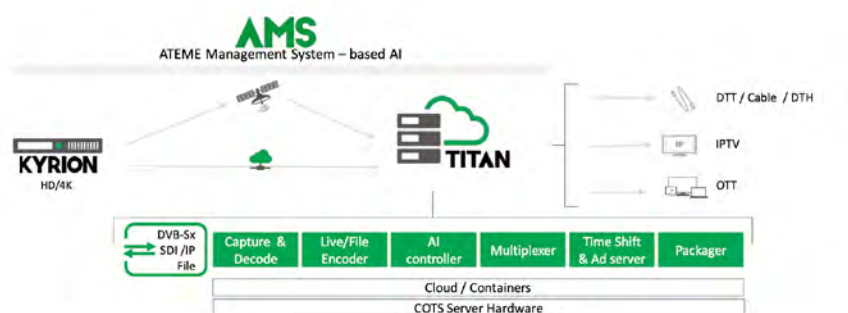 AMS
ATEME Management System – based AI
DTT / Cable / DTH
KYRION
HD/4K
TITAN
IP
IPTV
OTT
DVB-Sx
SDI /IP
File
Capture &
Decode
Live/File
Encoder
AI
controller
Multiplexer
Time Shift
& Ad server
Packager
Cloud / Containers
COTS Server Hardware